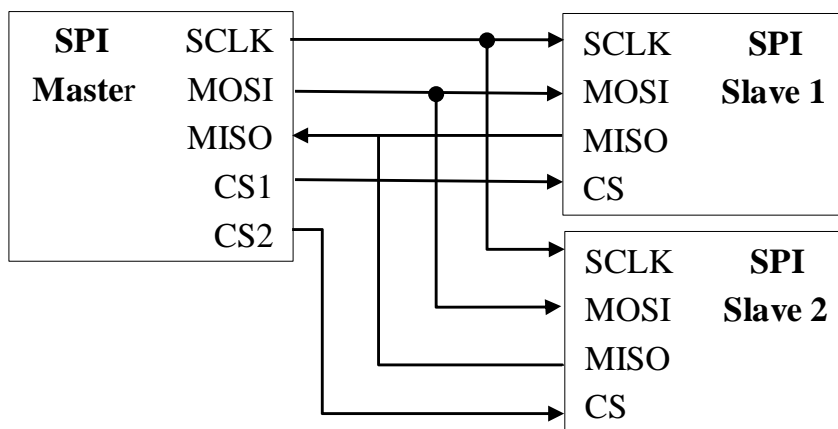 SPI SCLK
Master MOSI
MISO
CS1
CS2
SCLK SPI
MOSI Slave 1
MISO
CS
SCLK SPI
MOSI Slave 2
MISO
CS